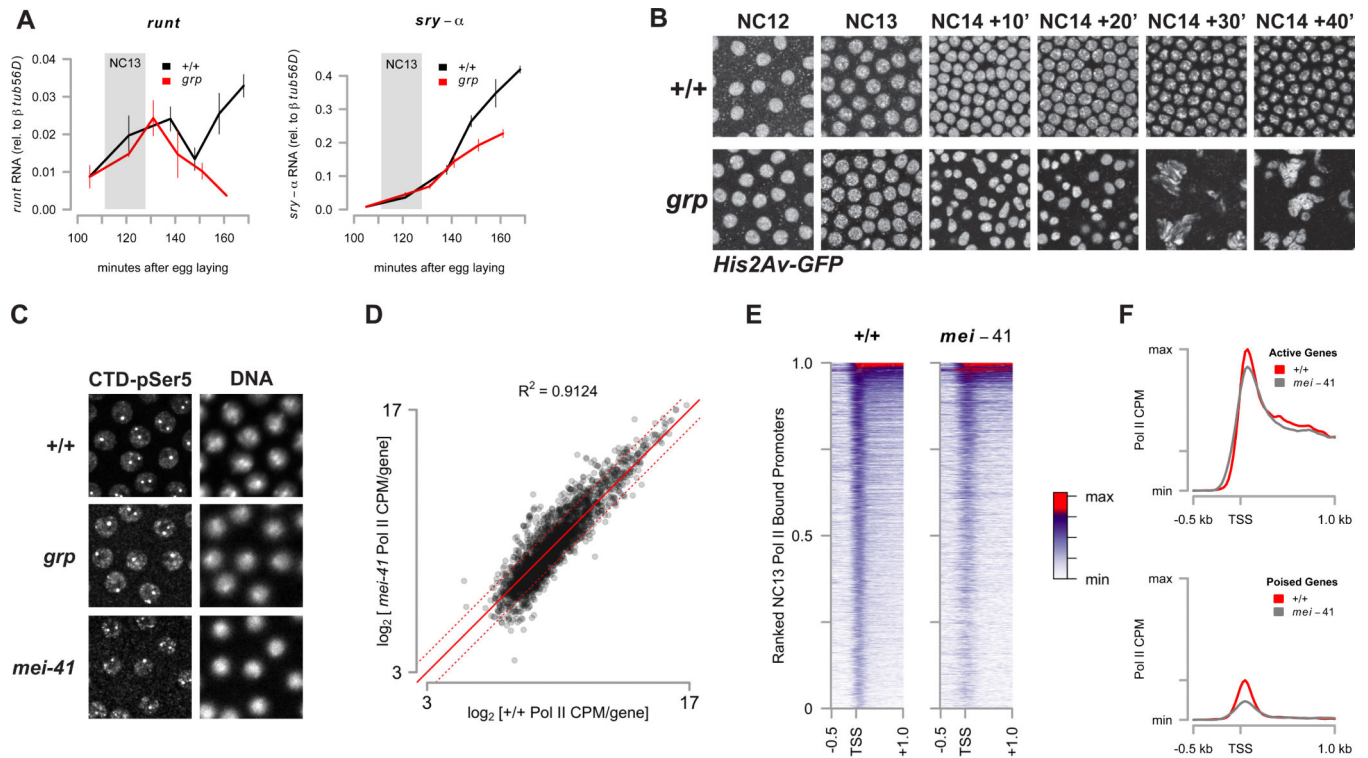 A
runt
sry – α
runt RNA (rel. to β tub56D)
0.04
0.03
0.02
0.01
0.00
NC13
+/+
grp
100 120 140 160
minutes after egg laying
sry – α RNA (rel. to β tub56D)
0.4
0.3
0.2
0.1
0.0
NC13
+/+
grp
100 120 140 160
minutes after egg laying
B
NC12 NC13 NC14 +10' NC14 +20' NC14 +30' NC14 +40'
+/+
grp
His2Av-GFP
C
CTD-pSer5 DNA
+/+
grp
mei-41
D
R² = 0.9124
log₂ [ mei-41 Pol II CPM/gene]
17
3
3 17
log₂ [+/+ Pol II CPM/gene]
E
+/+ mei – 41
Ranked NC13 Pol II Bound Promoters
1.0
0.5
0
-0.5 TSS +1.0
-0.5 TSS +1.0
max
min
F
Pol II CPM
max
min
Active Genes
+/+
mei – 41
-0.5 kb TSS 1.0 kb
Pol II CPM
max
min
Poised Genes
+/+
mei – 41
-0.5 kb TSS 1.0 kb